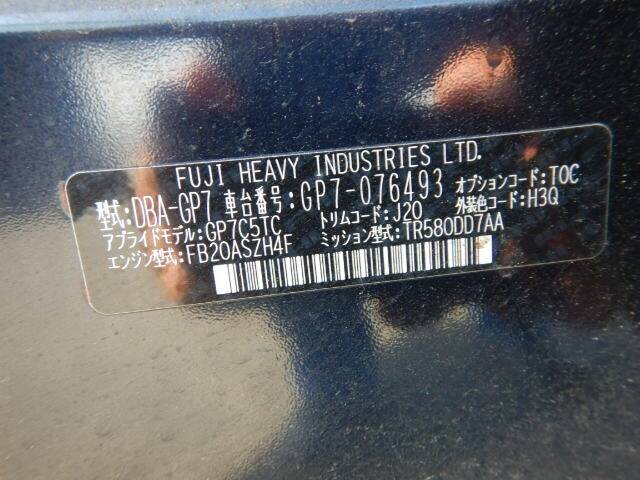 FUJI HEAVY INDUSTRIES LTD.
型式:DBA-GP7 車台番号:GP7-076493 オプションコード:TOC
アプライドモデル:GP7C5TC トリムコード:J20 外装色コード:H3Q
エンジン型式:FB20ASZH4F ミッション型式:TR580DD7AA